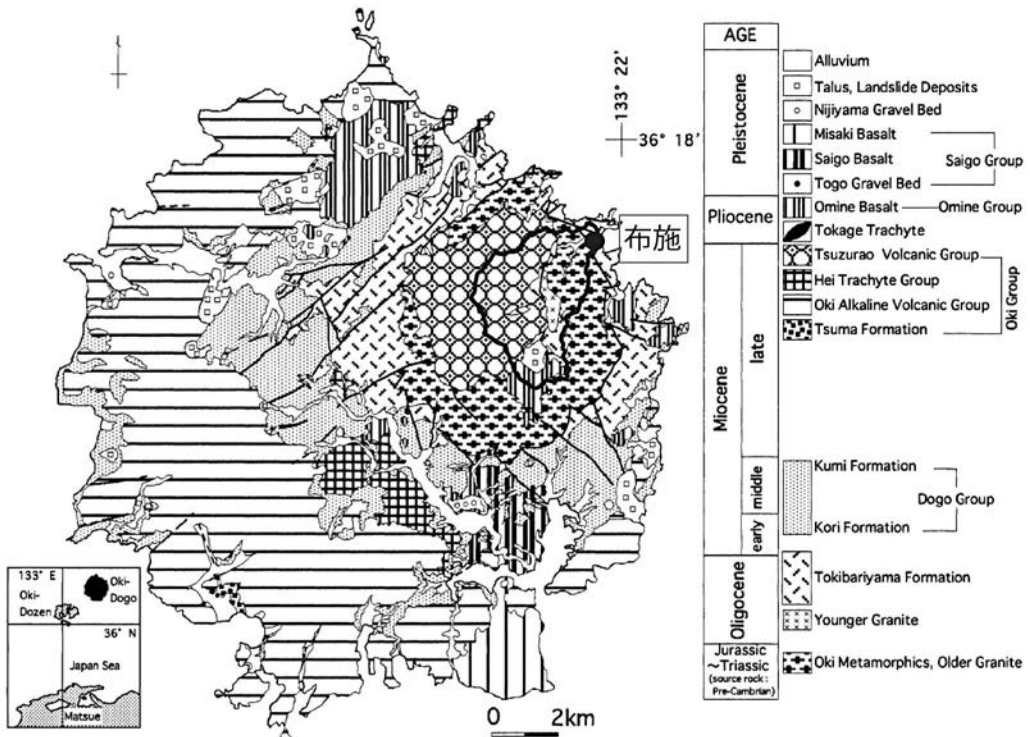 133° 22'
36° 18'
布施
AGE
Pleistocene
Pliocene
Miocene
late
middle
early
Oligocene
Jurassic
~Triassic
(source rock :
Pre-Cambrian)
Alluvium
Talus, Landslide Deposits
Nijiyama Gravel Bed
Misaki Basalt
Saigo Basalt
Saigo Group
Togo Gravel Bed
Omine Basalt
Omine Group
Tokage Trachyte
Tsuzurao Volcanic Group
Hei Trachyte Group
Oki Alkaline Volcanic Group
Tsuma Formation
Oki Group
Kumi Formation
Dogo Group
Kori Formation
Tokibariyama Formation
Younger Granite
Oki Metamorphics, Older Granite
133° E
Oki-
Dozen
Oki-
Dogo
36° N
Japan Sea
Matsue
0 2km